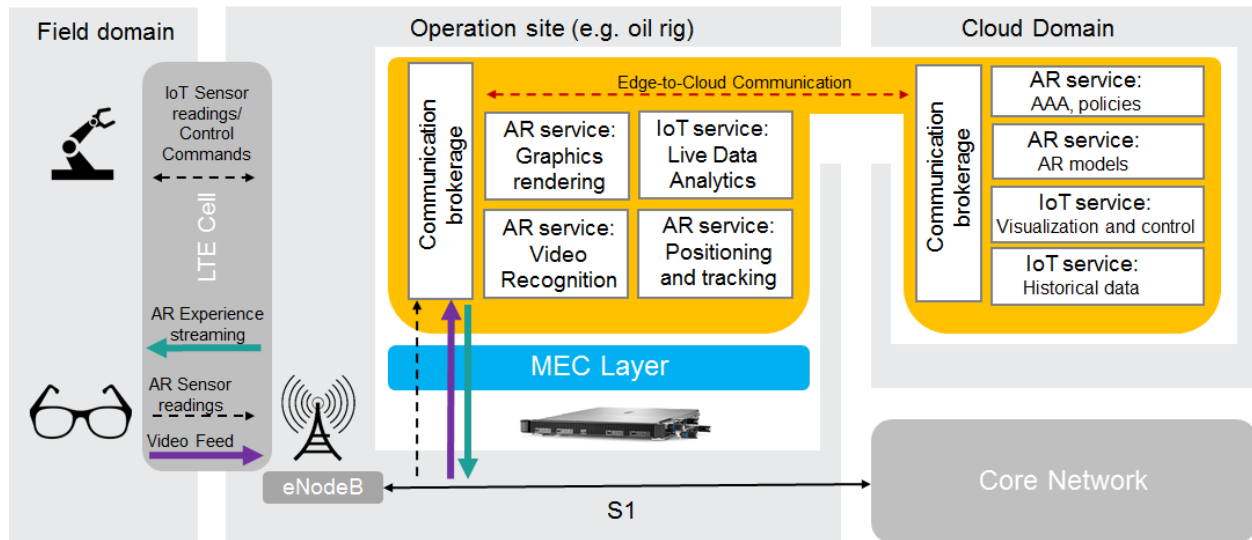 Field domain
Operation site (e.g. oil rig)
Cloud Domain
IoT Sensor
readings/
Control
Commands
LTE Cell
AR Experience
streaming
AR Sensor
readings
Video Feed
eNodeB
Communication
brokerage
Edge-to-Cloud Communication
AR service:
Graphics
rendering
IoT service:
Live Data
Analytics
AR service:
Video
Recognition
AR service:
Positioning
and tracking
MEC Layer
S1
Communication
brokerage
AR service:
AAA, policies
AR service:
AR models
IoT service:
Visualization and control
IoT service:
Historical data
Core Network